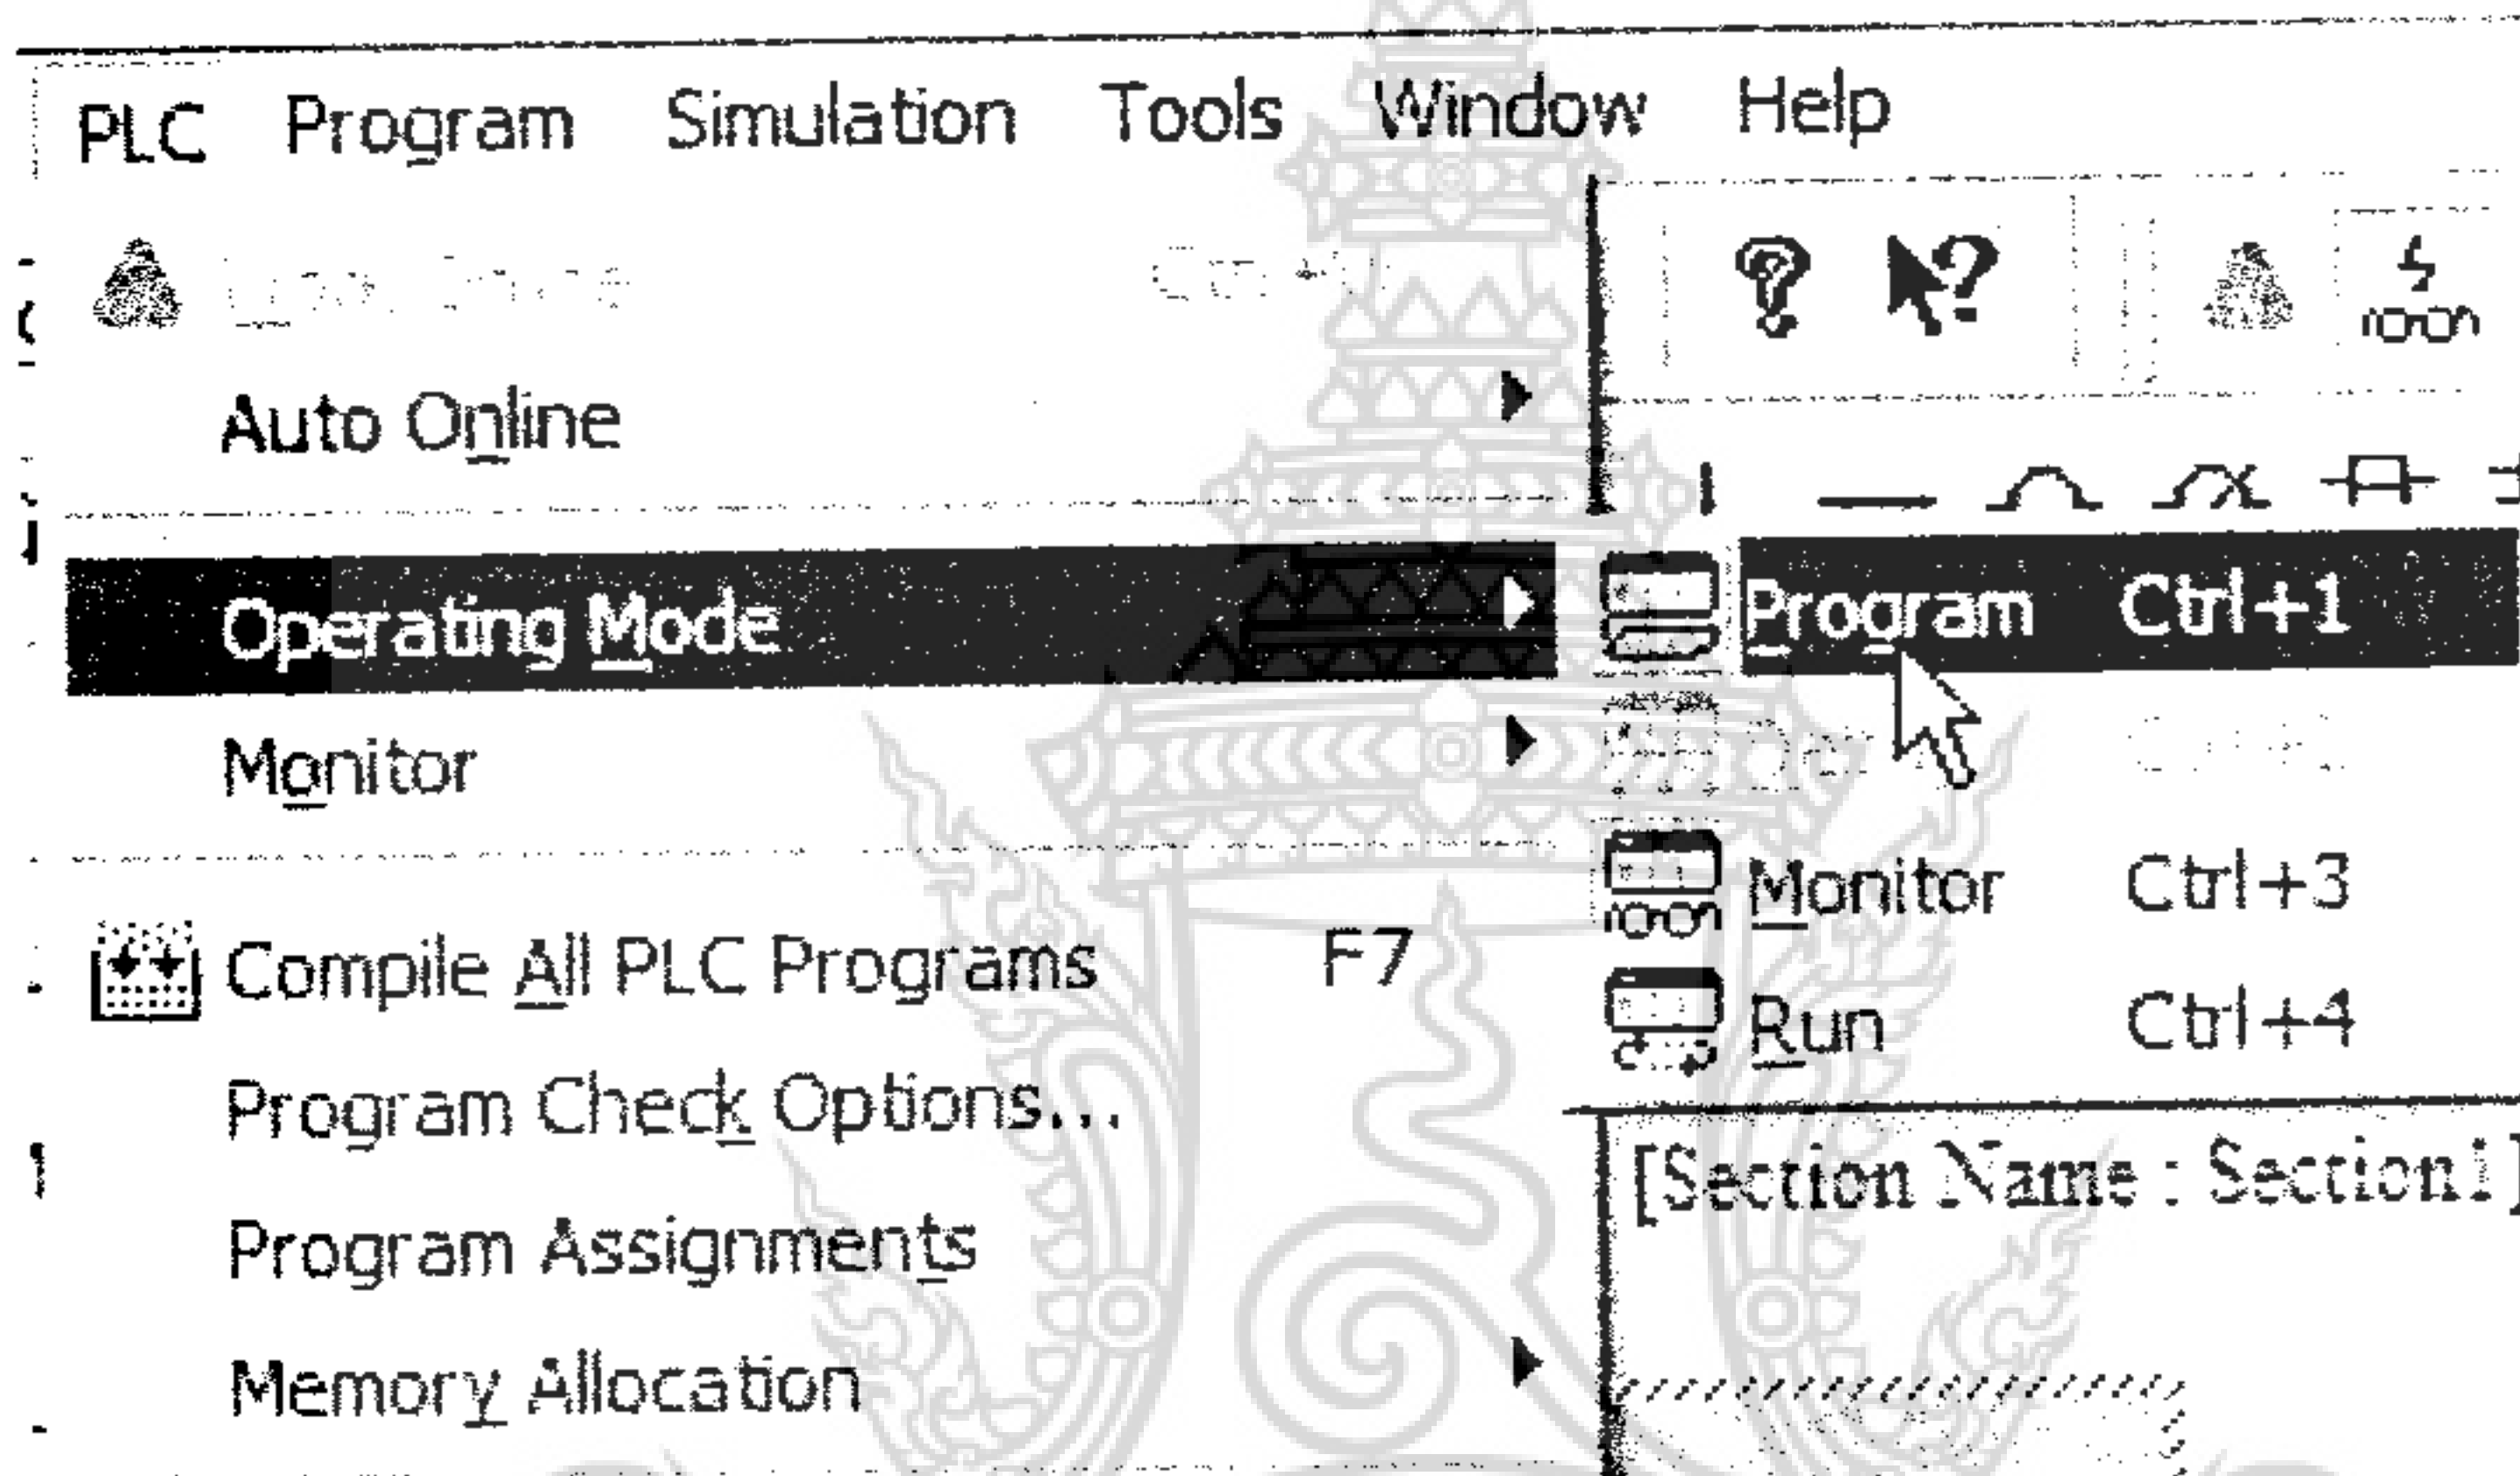 PLC Program Simulation Tools Window Help
Auto Online
Operating Mode
Program Ctrl+1
Monitor
Monitor Ctrl+3
Compile All PLC Programs F7
Run Ctrl+4
Program Check Options...
[Section Name : Section1]
Program Assignments
Memory Allocation